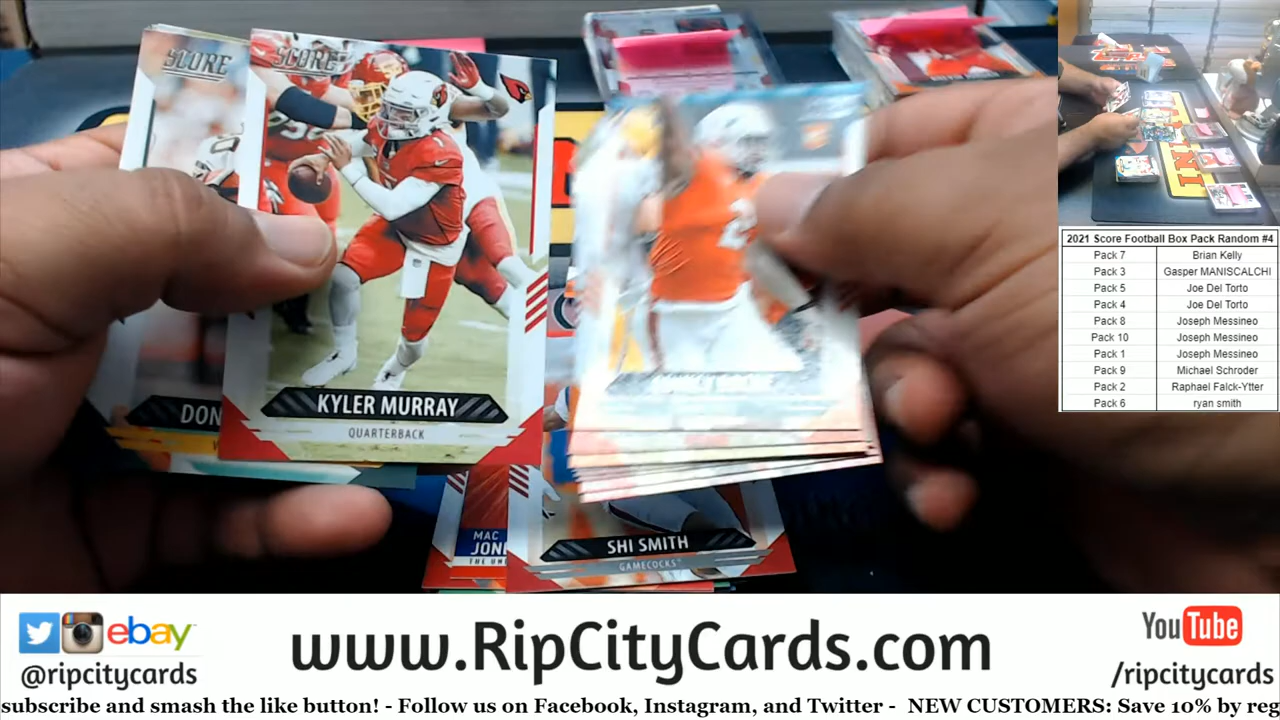 SCORE
SCORE
KYLER MURRAY
QUARTERBACK
DON
MAC
JON
SHI SMITH
GAMECOCKS
2021 Score Football Box Pack Random #4
Pack 7 Brian Kelly
Pack 3 Gasper MANISCALCHI
Pack 5 Joe Del Torto
Pack 4 Joe Del Torto
Pack 8 Joseph Messineo
Pack 10 Joseph Messineo
Pack 1 Joseph Messineo
Pack 9 Michael Schroder
Pack 2 Raphael Falck-Ytter
Pack 6 ryan smith
ebay
@ripcitycards
www.RipCityCards.com
YouTube
/ripcitycards
subscribe and smash the like button! - Follow us on Facebook, Instagram, and Twitter - NEW CUSTOMERS: Save 10% by reg